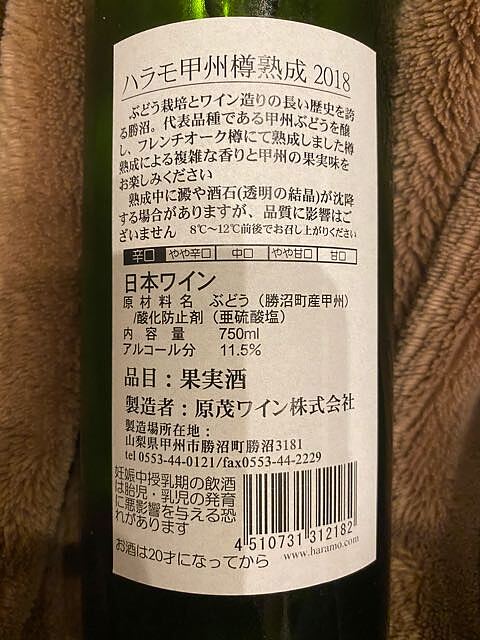 ハラモ甲州樽熟成 2018
ぶどう栽培とワイン造りの長い歴史を誇
る勝沼。代表品種である甲州ぶどうを醸
し、フレンチオーク樽にて熟成しました樽
熟成による複雑な香りと甲州の果実味を
お楽しみください
熟成中に澱や酒石(透明の結晶)が沈降
する場合がありますが、品質に影響はご
ざいません 8℃〜12℃前後でお召し上がりください
辛口 やや辛口 中口 やや甘口 甘口
日本ワイン
原材料名 ぶどう（勝沼町産甲州）
/酸化防止剤（亜硫酸塩）
内容量 750ml
アルコール分 11.5%
品目：果実酒
製造者：原茂ワイン株式会社
製造場所在地：
山梨県甲州市勝沼町勝沼3181
tel 0553-44-0121/fax0553-44-2229
妊娠中授乳期の飲酒
は胎児・乳児の発育
に悪影響を与える恐
れがあります
お酒は20才になってから
4 510731 312182
www.haramo.com